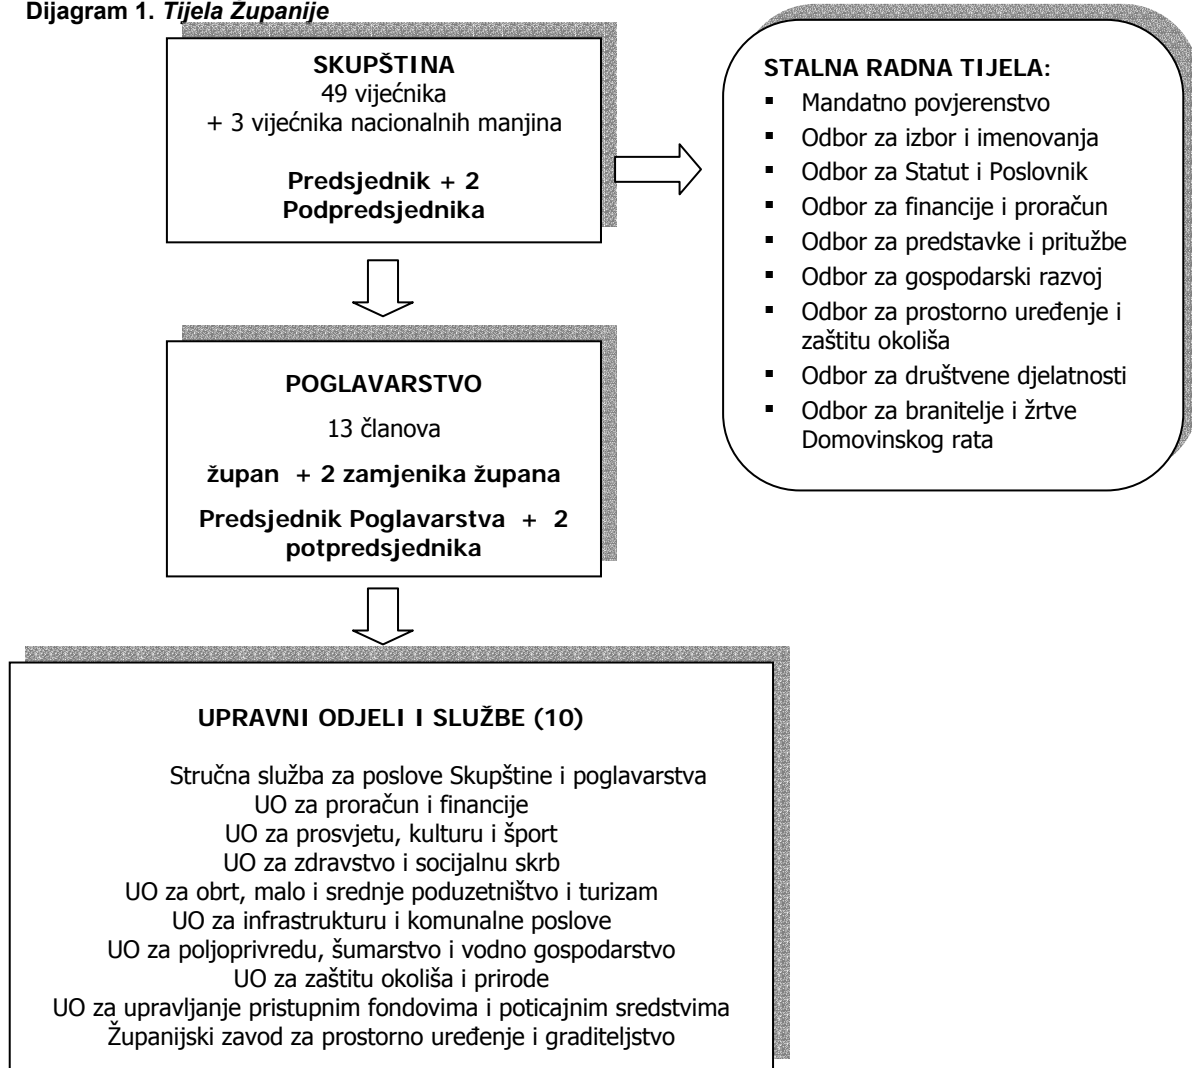 Dijagram 1. Tijela Županije
SKUPŠTINA
49 vijećnika
+ 3 vijećnika nacionalnih manjina
Predsjednik + 2
Podpredsjednika
STALNA RADNA TIJELA:
▪ Mandatno povjerenstvo
▪ Odbor za izbor i imenovanja
▪ Odbor za Statut i Poslovnik
▪ Odbor za financije i proračun
▪ Odbor za predstavke i pritužbe
▪ Odbor za gospodarski razvoj
▪ Odbor za prostorno uređenje i
zaštitu okoliša
▪ Odbor za društvene djelatnosti
▪ Odbor za branitelje i žrtve
Domovinskog rata
POGLAVARSTVO
13 članova
župan + 2 zamjenika župana
Predsjednik Poglavarstva + 2
potpredsjednika
UPRAVNI ODJELI I SLUŽBE (10)
Stručna služba za poslove Skupštine i poglavarstva
UO za proračun i financije
UO za prosvjetu, kulturu i šport
UO za zdravstvo i socijalnu skrb
UO za obrt, malo i srednje poduzetništvo i turizam
UO za infrastrukturu i komunalne poslove
UO za poljoprivredu, šumarstvo i vodno gospodarstvo
UO za zaštitu okoliša i prirode
UO za upravljanje pristupnim fondovima i poticajnim sredstvima
Županijski zavod za prostorno uređenje i graditeljstvo